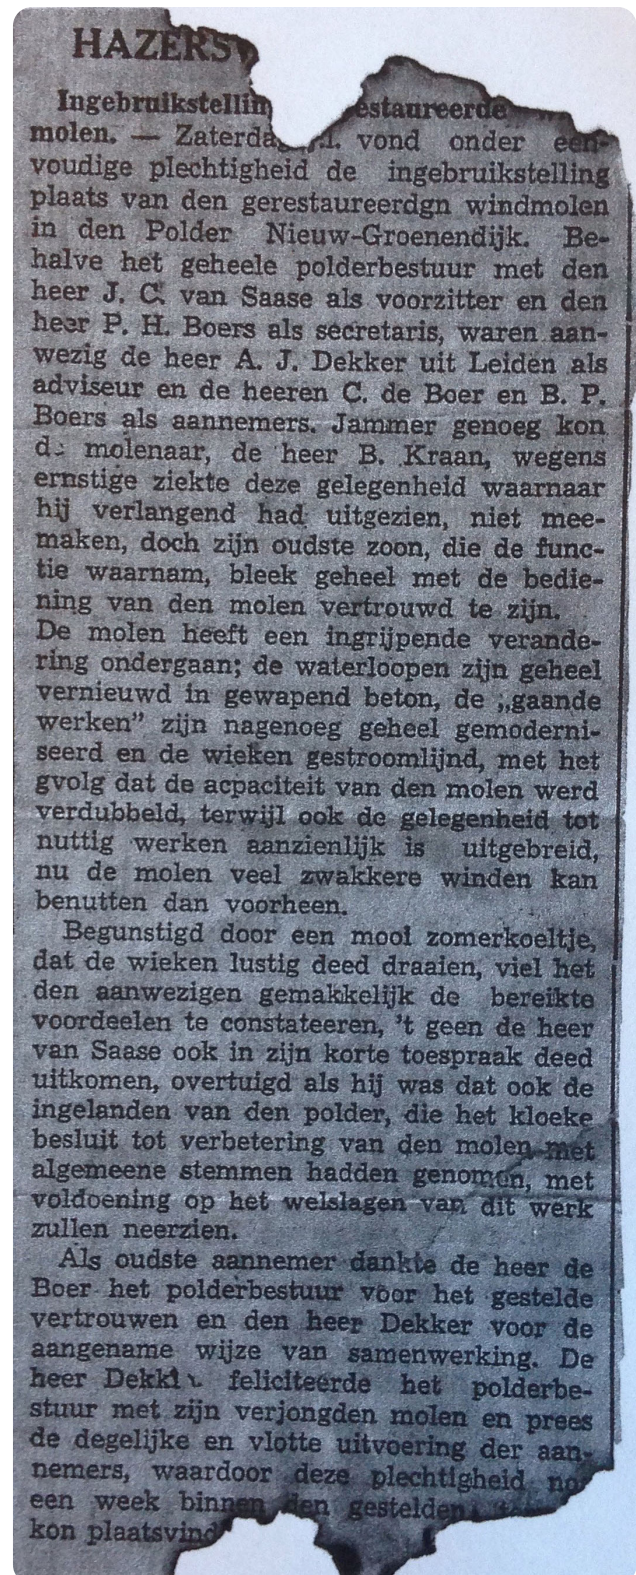 HAZERS
Ingebruikstellin estaureerde
molen. — Zaterda vond onder een-
voudige plechtigheid de ingebruikstelling
plaats van den gerestaureerdgn windmolen
in den Polder Nieuw-Groenendijk. Be-
halve het geheele polderbestuur met den
heer J. C. van Saase als voorzitter en den
heer P. H. Boers als secretaris, waren aan-
wezig de heer A. J. Dekker uit Leiden als
adviseur en de heeren C. de Boer en B. P.
Boers als aannemers. Jammer genoeg kon
de molenaar, de heer B. Kraan, wegens
ernstige ziekte deze gelegenheid waarnaar
hij verlangend had uitgezien, niet mee-
maken, doch zijn oudste zoon, die de func-
tie waarnam, bleek geheel met de bedie-
ning van den molen vertrouwd te zijn.
De molen heeft een ingrijpende verande-
ring ondergaan; de waterloopen zijn geheel
vernieuwd in gewapend beton, de „gaande
werken” zijn nagenoeg geheel gemoderni-
seerd en de wieken gestroomlijnd, met het
gvolg dat de acpaciteit van den molen werd
verdubbeld, terwijl ook de gelegenheid tot
nuttig werken aanzienlijk is uitgebreid,
nu de molen veel zwakkere winden kan
benutten dan voorheen.
Begunstigd door een mooi zomerkoeltje,
dat de wieken lustig deed draaien, viel het
den aanwezigen gemakkelijk de bereikte
voordeelen te constateeren, 't geen de heer
van Saase ook in zijn korte toespraak deed
uitkomen, overtuigd als hij was dat ook de
ingelanden van den polder, die het kloeke
besluit tot verbetering van den molen met
algemeene stemmen hadden genomen, met
voldoening op het welslagen van dit werk
zullen neerzien.
Als oudste aannemer dankte de heer de
Boer het polderbestuur voor het gestelde
vertrouwen en den heer Dekker voor de
aangename wijze van samenwerking. De
heer Dekk feliciteerde het polderbe-
stuur met zijn verjongden molen en prees
de degelijke en vlotte uitvoering der aan-
nemers, waardoor deze plechtigheid no
een week binnen den gestelden
kon plaatsvind